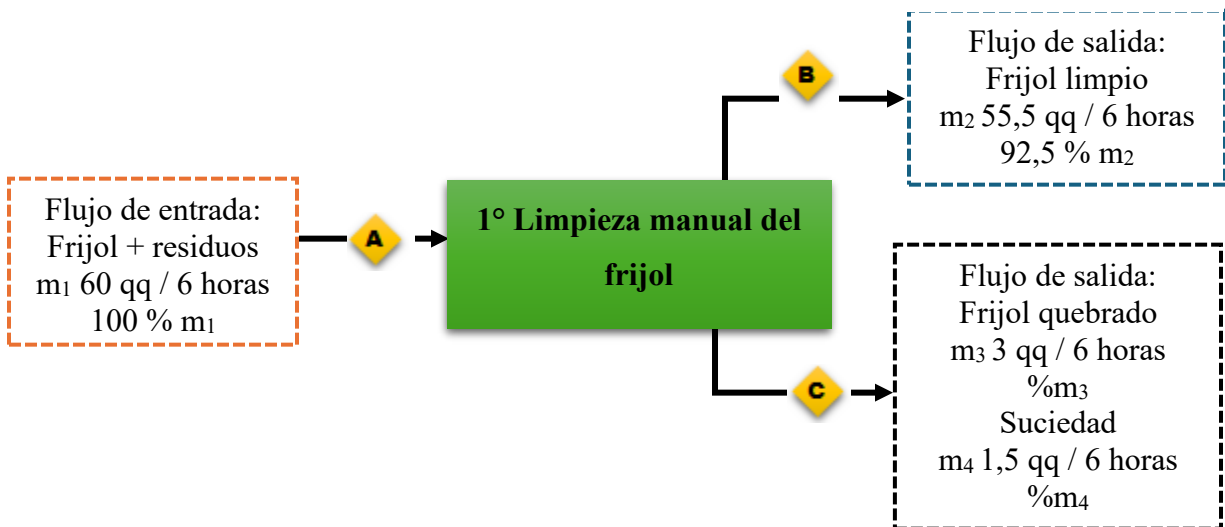 Flujo de entrada:
Frijol + residuos
m₁ 60 qq / 6 horas
100 % m₁
A
1° Limpieza manual del
frijol
B
Flujo de salida:
Frijol limpio
m₂ 55,5 qq / 6 horas
92,5 % m₂
C
Flujo de salida:
Frijol quebrado
m₃ 3 qq / 6 horas
%m₃
Suciedad
m₄ 1,5 qq / 6 horas
%m₄